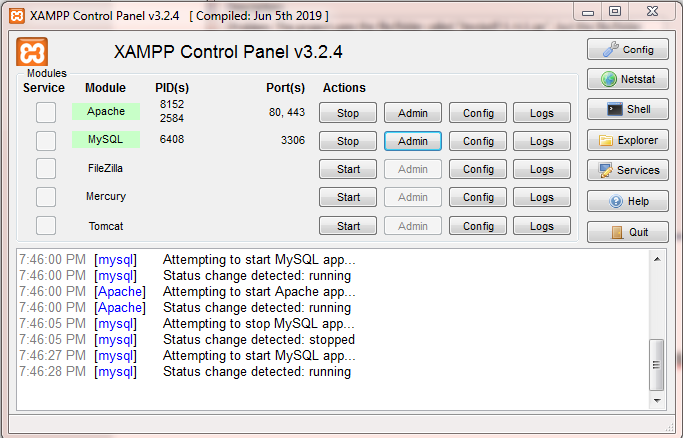 XAMPP Control Panel v3.2.4 [ Compiled: Jun 5th 2019 ]
XAMPP Control Panel v3.2.4
Config
Modules
Service Module PID(s) Port(s) Actions
Netstat
Apache 8152 2584 80, 443 Stop Admin Config Logs
Shell
MySQL 6408 3306 Stop Admin Config Logs
Explorer
FileZilla Start Admin Config Logs
Services
Mercury Start Admin Config Logs
Help
Tomcat Start Admin Config Logs
Quit
7:46:00 PM [mysql] Attempting to start MySQL app...
7:46:00 PM [mysql] Status change detected: running
7:46:00 PM [Apache] Attempting to start Apache app...
7:46:00 PM [Apache] Status change detected: running
7:46:05 PM [mysql] Attempting to stop MySQL app...
7:46:05 PM [mysql] Status change detected: stopped
7:46:27 PM [mysql] Attempting to start MySQL app...
7:46:28 PM [mysql] Status change detected: running